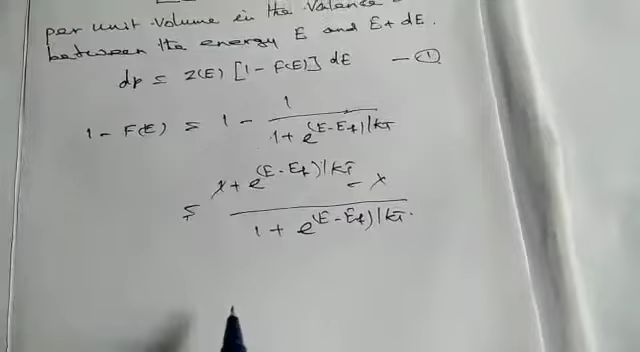 per unit volume in the Valence
between the energy E and E+dE.
dp = Z(E) [1 - F(E)] dE — ①
1 - F(E) = 1 - 1 / 1 + e^(E-Ef)/kT
= 1 + e^(E-Ef)/kT - 1 / 1 + e^(E-Ef)/kT.